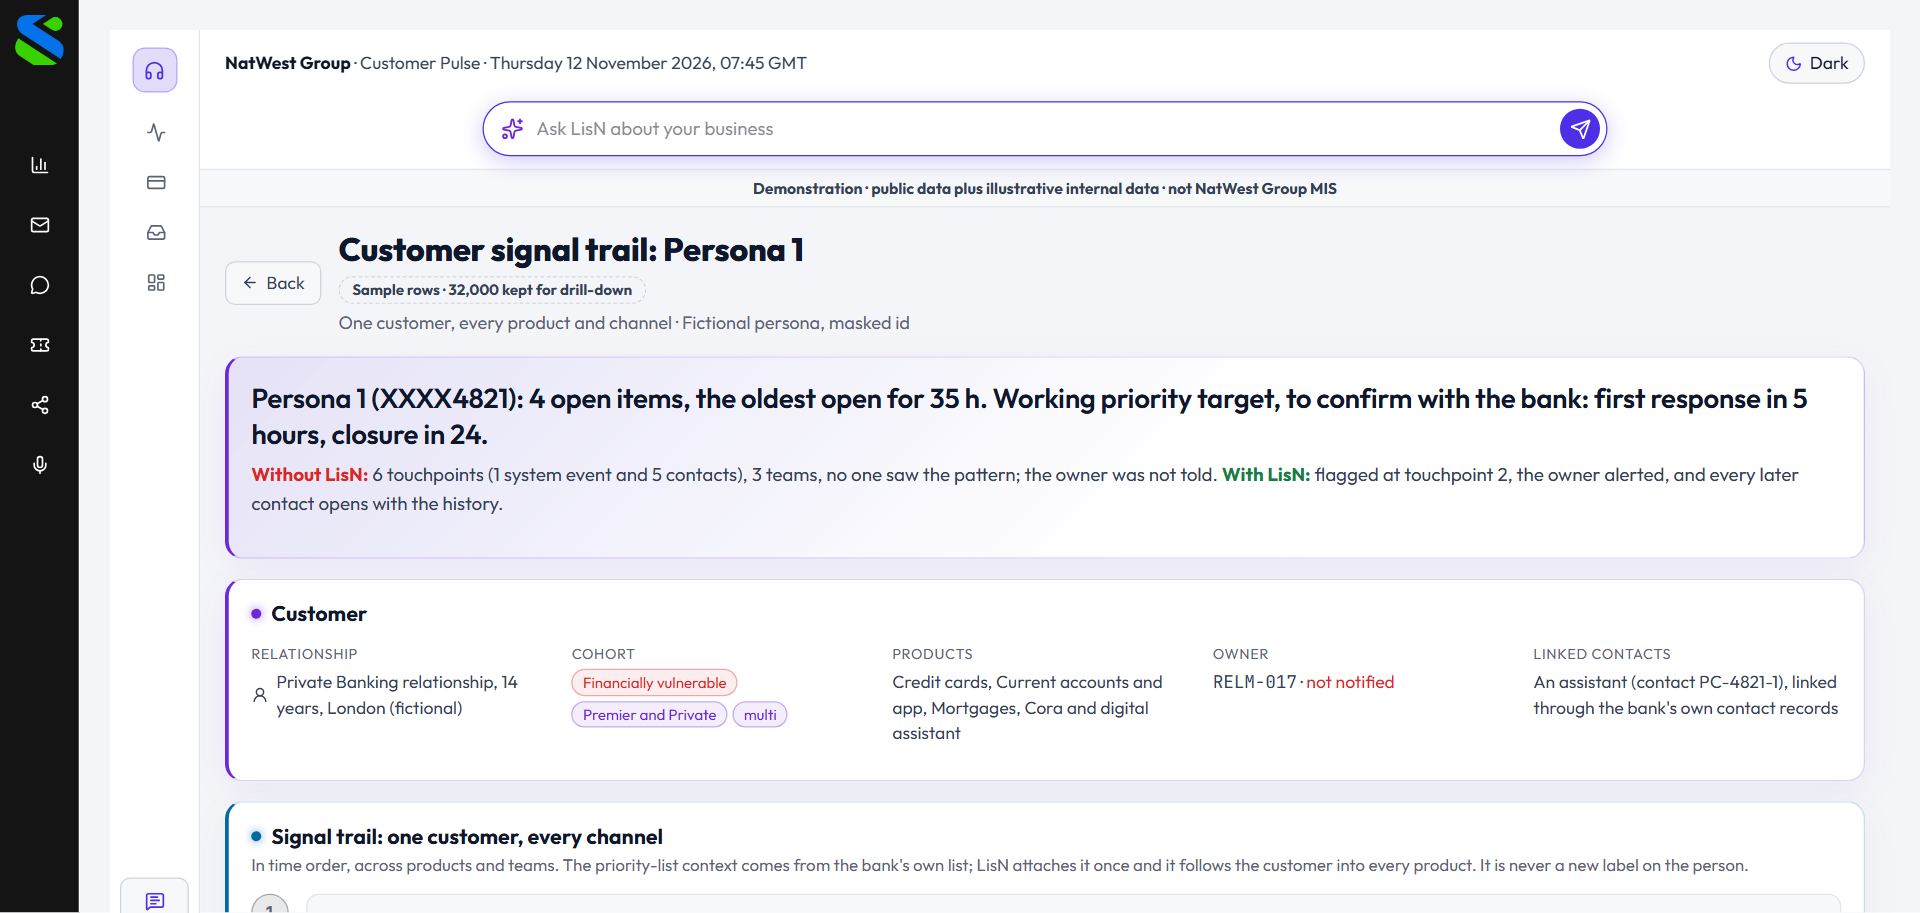 NatWest Group · Customer Pulse · Thursday 12 November 2026, 07:45 GMT
Dark
Ask LisN about your business
Demonstration · public data plus illustrative internal data · not NatWest Group MIS
Back
Customer signal trail: Persona 1
Sample rows · 32,000 kept for drill-down
One customer, every product and channel · Fictional persona, masked id
Persona 1 (XXXX4821): 4 open items, the oldest open for 35 h. Working priority target, to confirm with the bank: first response in 5
hours, closure in 24.
Without LisN: 6 touchpoints (1 system event and 5 contacts), 3 teams, no one saw the pattern; the owner was not told. With LisN: flagged at touchpoint 2, the owner alerted, and every later
contact opens with the history.
Customer
RELATIONSHIP
Private Banking relationship, 14
years, London (fictional)
COHORT
Financially vulnerable
Premier and Private
multi
PRODUCTS
Credit cards, Current accounts and
app, Mortgages, Cora and digital
assistant
OWNER
RELM-017 · not notified
LINKED CONTACTS
An assistant (contact PC-4821-1), linked
through the bank's own contact records
Signal trail: one customer, every channel
In time order, across products and teams. The priority-list context comes from the bank's own list; LisN attaches it once and it follows the customer into every product. It is never a new label on the person.
1